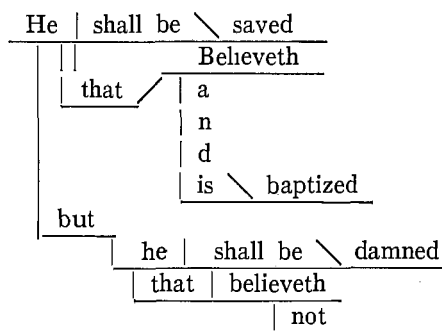 He shall be saved
Believeth
that a
n
d
is baptized
but
he shall be damned
that believeth
not